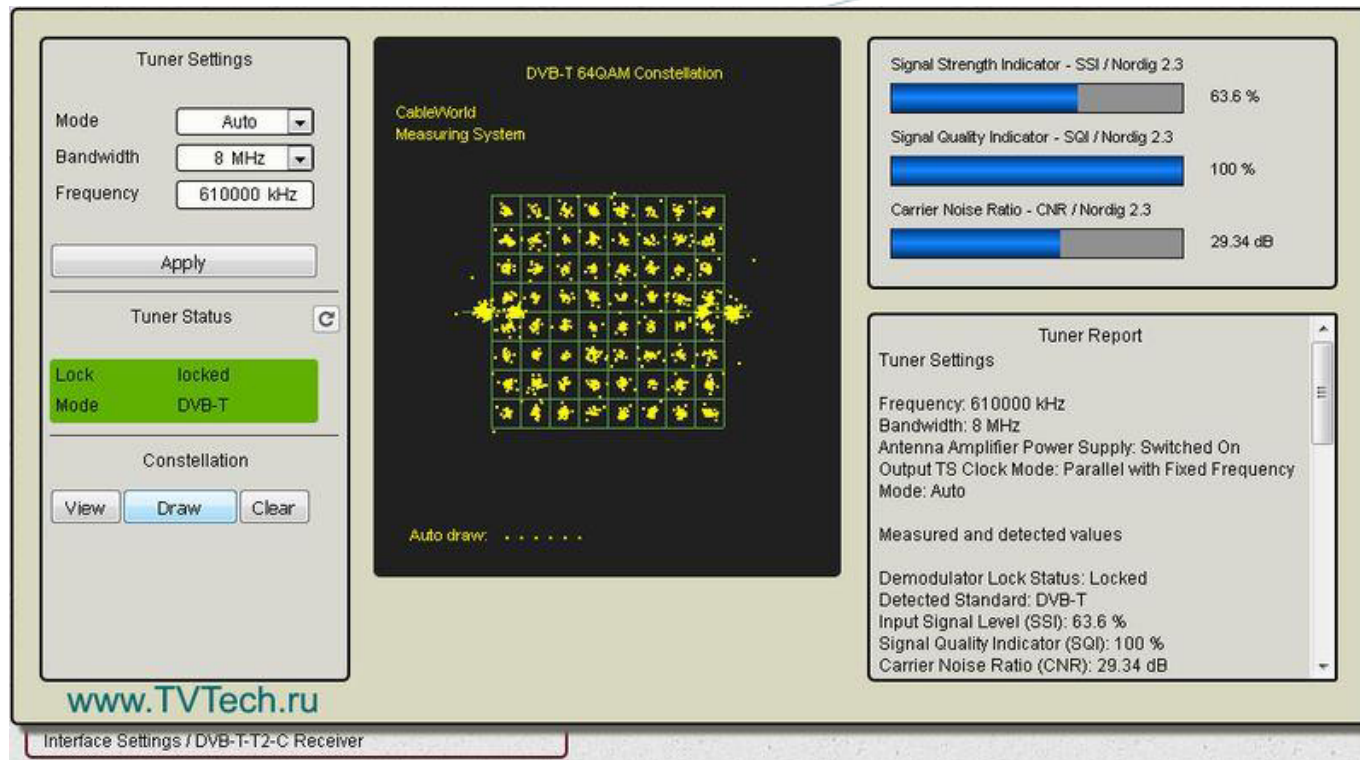 Tuner Settings
Mode Auto
Bandwidth 8 MHz
Frequency 610000 kHz
Apply
Tuner Status
Lock locked
Mode DVB-T
Constellation
View Draw Clear
www.TVTech.ru
DVB-T 64QAM Constellation
CableWorld
Measuring System
Auto draw: . . . . . .
Signal Strength Indicator - SSI / Nordig 2.3
63.6 %
Signal Quality Indicator - SQI / Nordig 2.3
100 %
Carrier Noise Ratio - CNR / Nordig 2.3
29.34 dB
Tuner Report
Tuner Settings
Frequency: 610000 kHz
Bandwidth: 8 MHz
Antenna Amplifier Power Supply: Switched On
Output TS Clock Mode: Parallel with Fixed Frequency
Mode: Auto
Measured and detected values
Demodulator Lock Status: Locked
Detected Standard: DVB-T
Input Signal Level (SSI): 63.6 %
Signal Quality Indicator (SQI): 100 %
Carrier Noise Ratio (CNR): 29.34 dB
Interface Settings / DVB-T-T2-C Receiver